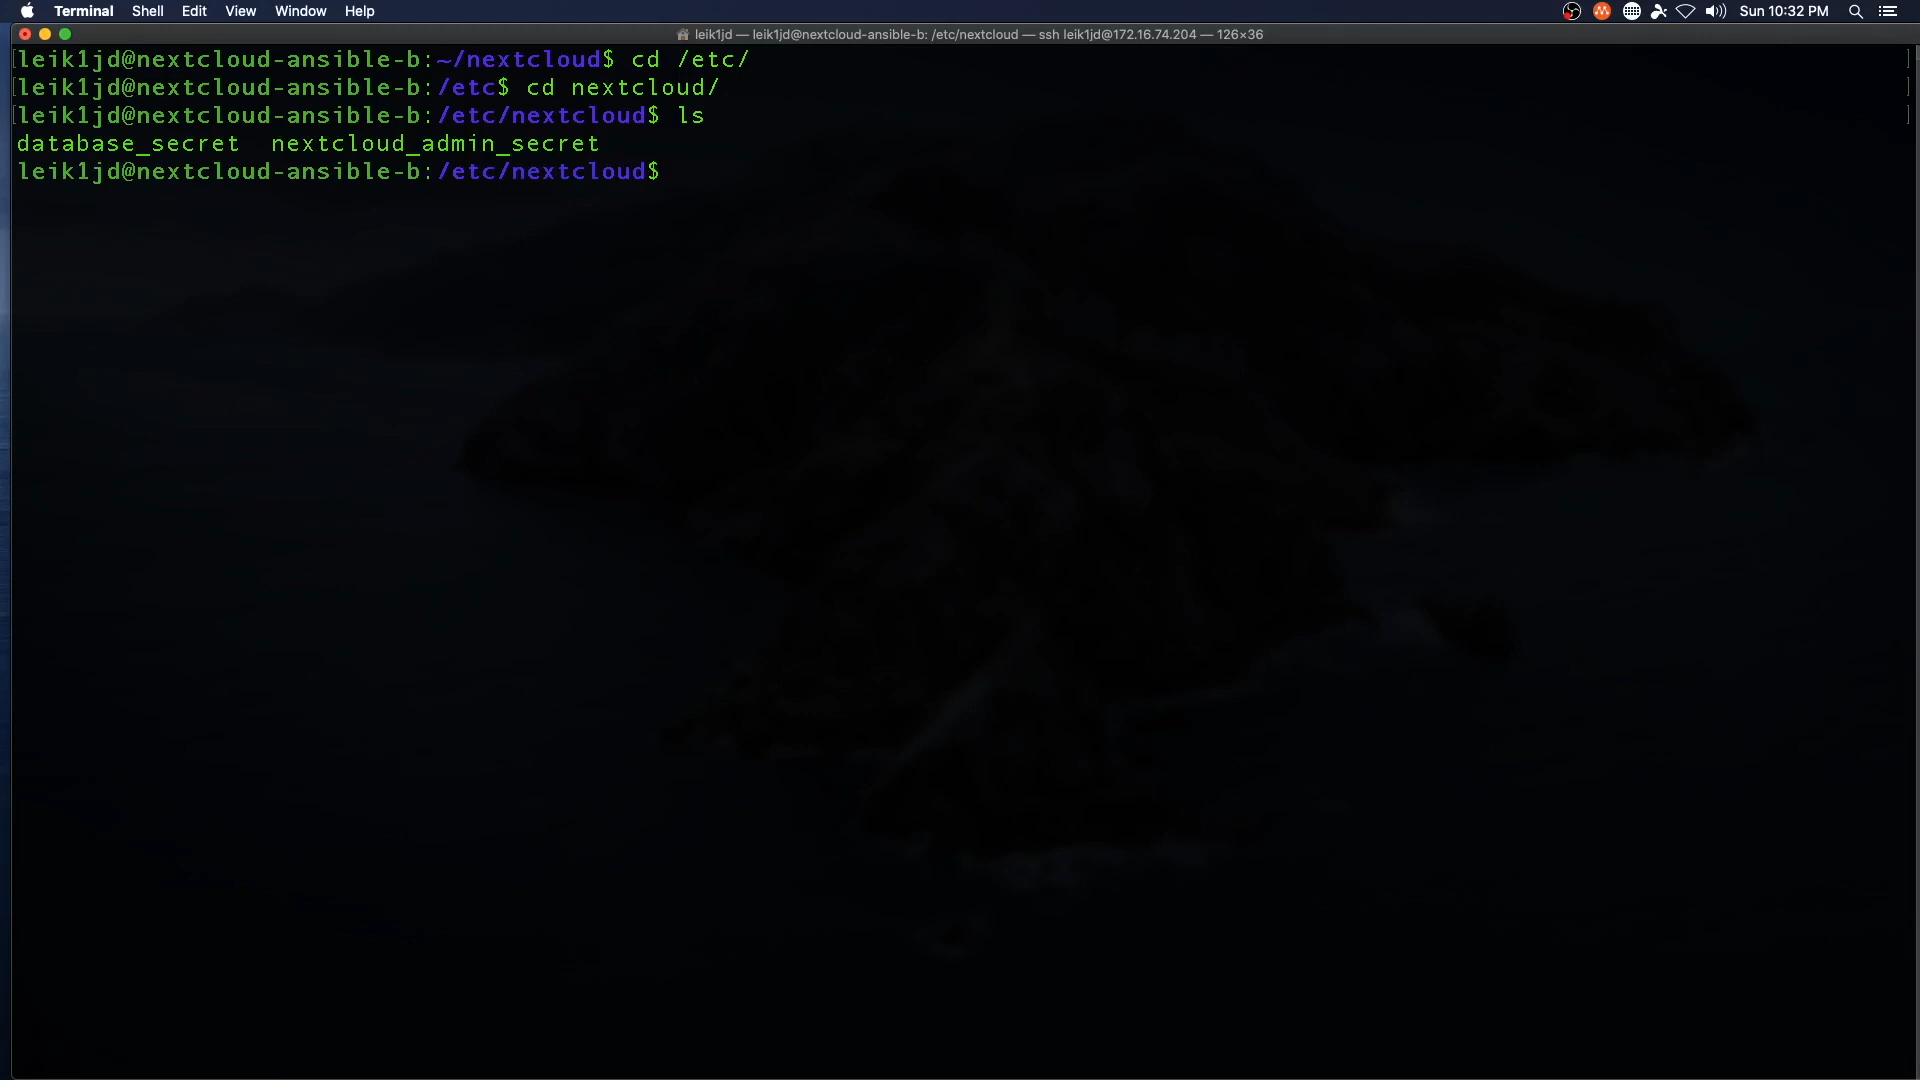 Terminal Shell Edit View Window Help Sun 10:32 PM
leik1jd — leik1jd@nextcloud-ansible-b: /etc/nextcloud — ssh leik1jd@172.16.74.204 — 126×36
[leik1jd@nextcloud-ansible-b:~/nextcloud$ cd /etc/ ]
[leik1jd@nextcloud-ansible-b:/etc$ cd nextcloud/ ]
[leik1jd@nextcloud-ansible-b:/etc/nextcloud$ ls ]
database_secret  nextcloud_admin_secret
leik1jd@nextcloud-ansible-b:/etc/nextcloud$